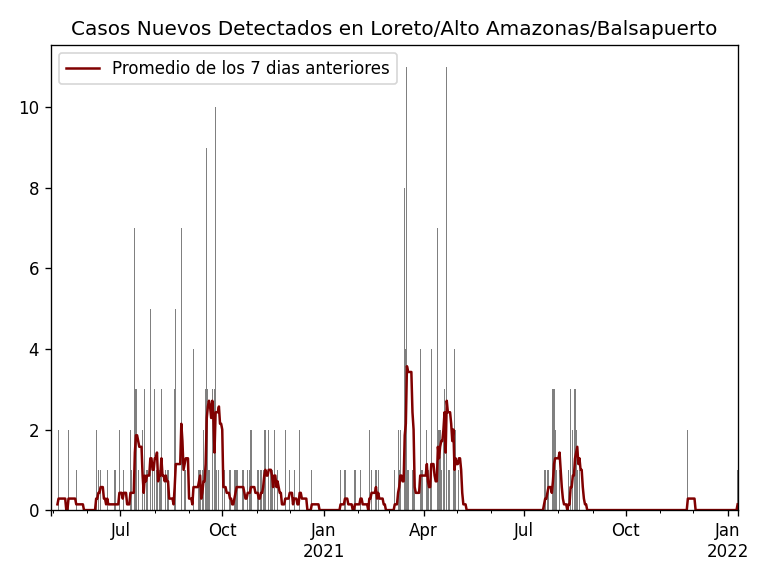 Casos Nuevos Detectados en Loreto/Alto Amazonas/Balsapuerto
Promedio de los 7 dias anteriores
10
8
6
4
2
0
Jul
Oct
Jan
2021
Apr
Jul
Oct
Jan
2022